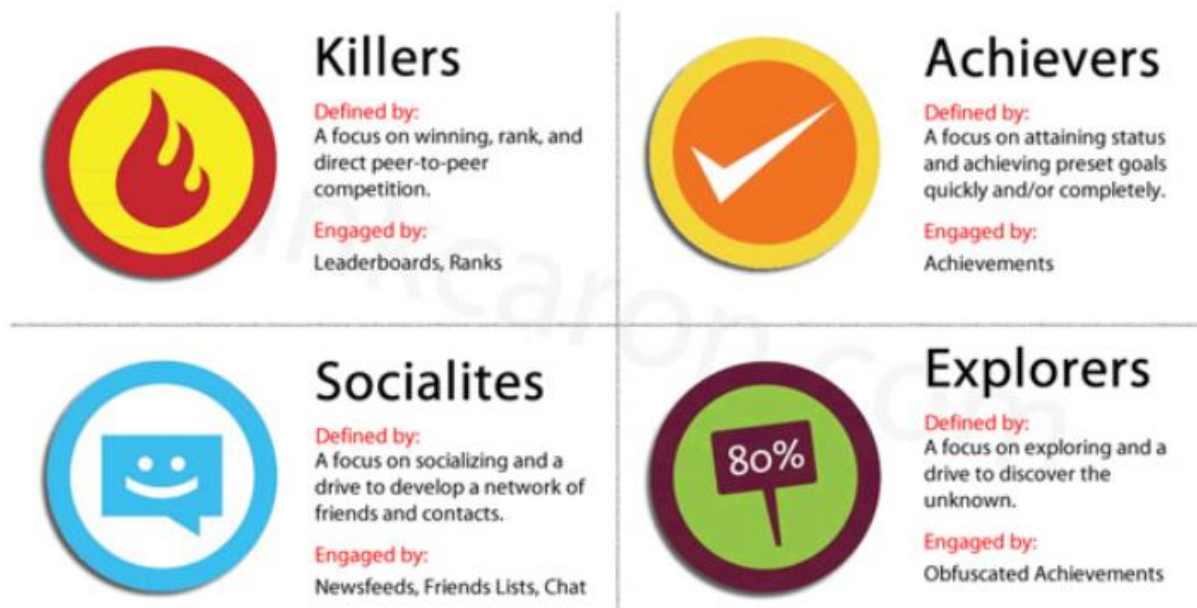 Killers
Defined by:
A focus on winning, rank, and
direct peer-to-peer
competition.
Engaged by:
Leaderboards, Ranks
Achievers
Defined by:
A focus on attaining status
and achieving preset goals
quickly and/or completely.
Engaged by:
Achievements
Socialites
Defined by:
A focus on socializing and a
drive to develop a network of
friends and contacts.
Engaged by:
Newsfeeds, Friends Lists, Chat
80%
Explorers
Defined by:
A focus on exploring and a
drive to discover the
unknown.
Engaged by:
Obfuscated Achievements